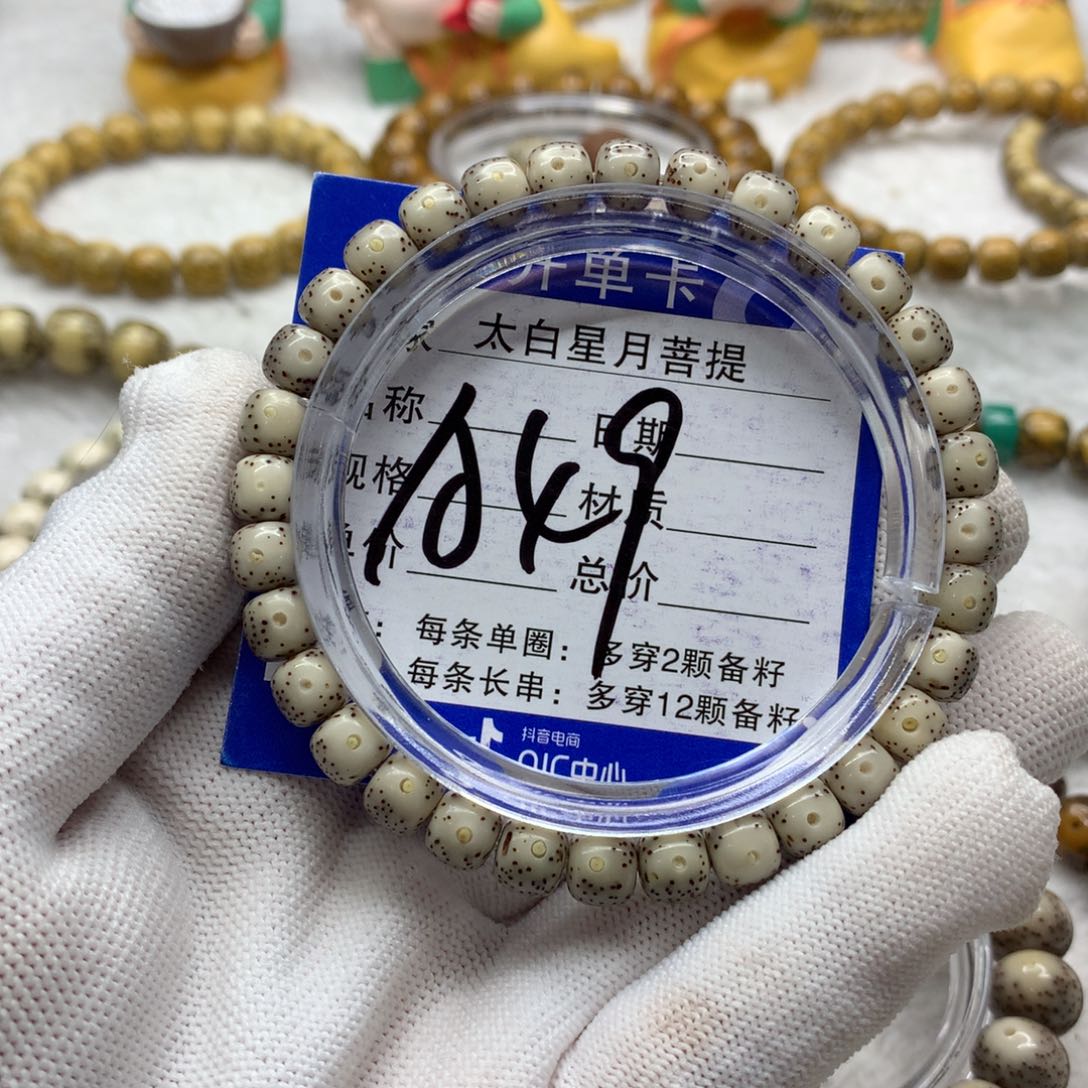 开单卡
太白星月菩提
名称 日期
规格 材质
单价 总价
每条单圈：多穿2颗备籽
每条长串：多穿12颗备籽
抖音电商
QIC中心